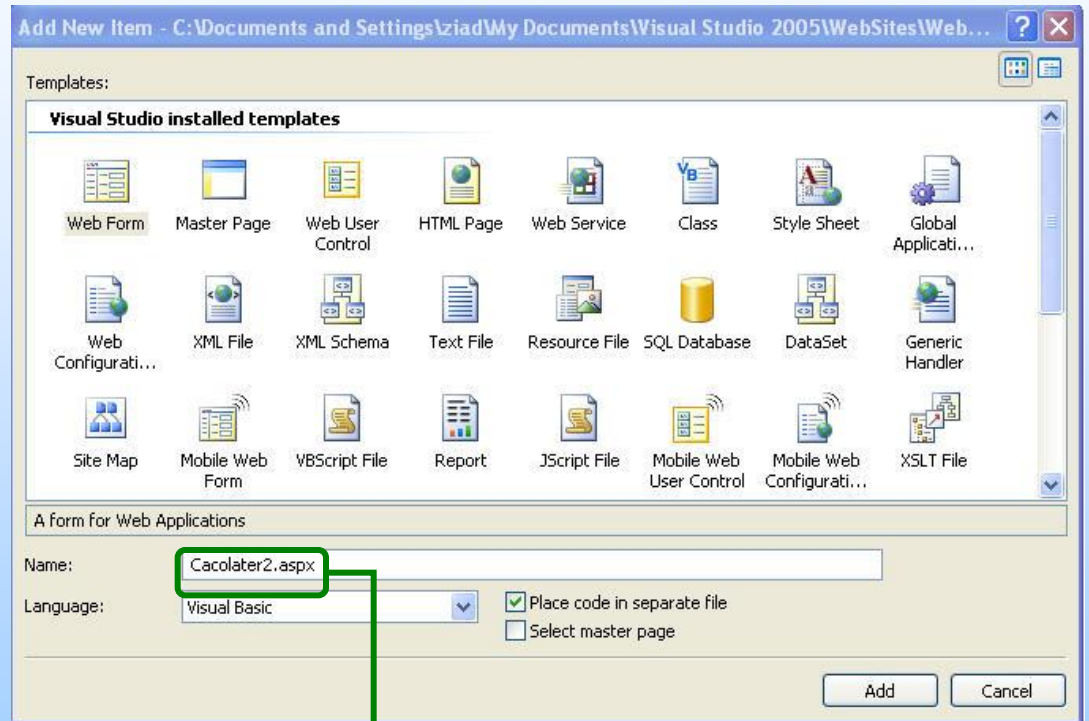 Add New Item - C:\Documents and Settings\ziad\My Documents\Visual Studio 2005\WebSites\Web...
Templates:
Visual Studio installed templates
Web Form
Master Page
Web User Control
HTML Page
Web Service
Class
Style Sheet
Global Applicati...
Web Configurati...
XML File
XML Schema
Text File
Resource File
SQL Database
DataSet
Generic Handler
Site Map
Mobile Web Form
VBScript File
Report
JScript File
Mobile Web User Control
Mobile Web Configurati...
XSLT File
A form for Web Applications
Name:
Cacolater2.aspx
Language:
Visual Basic
Place code in separate file
Select master page
Add
Cancel